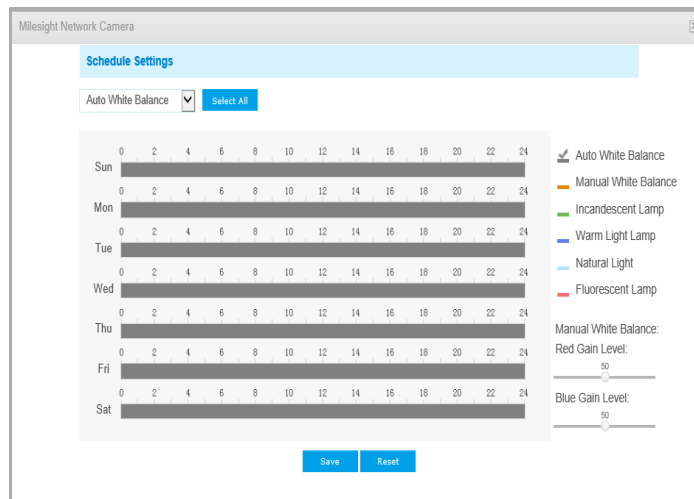 Milesight Network Camera
Schedule Settings
Auto White Balance Select All
0 2 4 6 8 10 12 14 16 18 20 22 24
Sun
0 2 4 6 8 10 12 14 16 18 20 22 24
Mon
0 2 4 6 8 10 12 14 16 18 20 22 24
Tue
0 2 4 6 8 10 12 14 16 18 20 22 24
Wed
0 2 4 6 8 10 12 14 16 18 20 22 24
Thu
0 2 4 6 8 10 12 14 16 18 20 22 24
Fri
0 2 4 6 8 10 12 14 16 18 20 22 24
Sat
Auto White Balance
Manual White Balance
Incandescent Lamp
Warm Light Lamp
Natural Light
Fluorescent Lamp
Manual White Balance:
Red Gain Level:
50
Blue Gain Level:
50
Save Reset